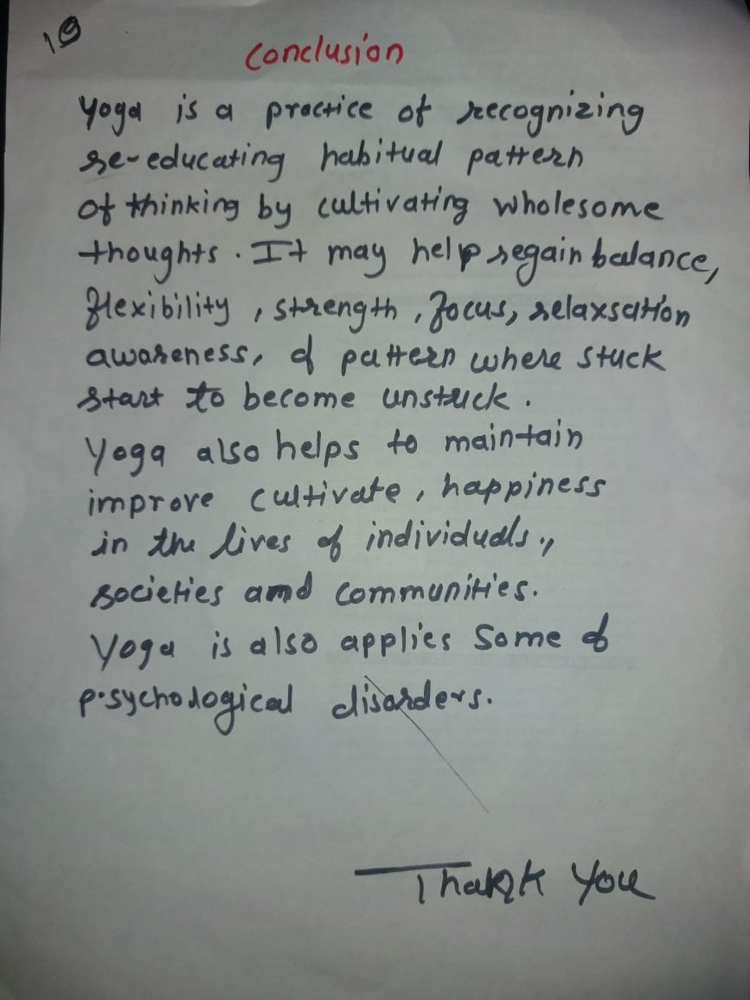 10
Conclusion
Yoga is a practice of recognizing
re-educating habitual pattern
of thinking by cultivating wholesome
thoughts. It may help regain balance,
flexibility, strength, focus, relaxsation
awareness, of pattern where stuck
start to become unstuck.
Yoga also helps to maintain
improve cultivate, happiness
in the lives of individuals.,
societies amd communities.
Yoga is also applies some of
p.sychological disorders.
Thank You